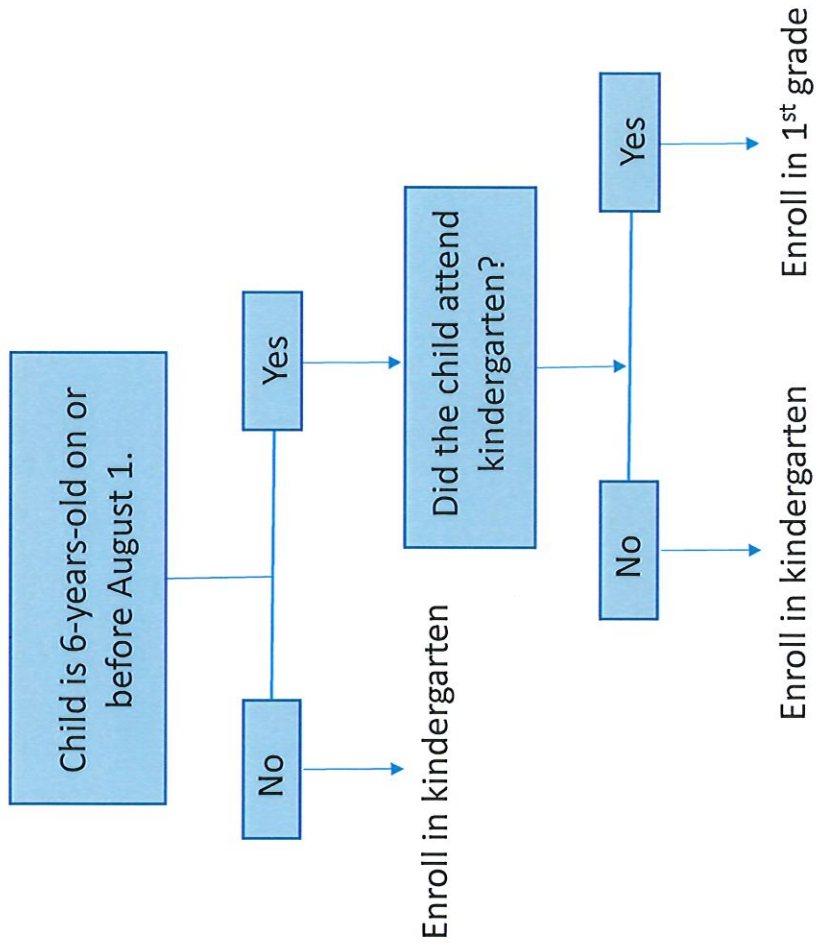 Child is 6-years-old on or
before August 1.
No
Yes
Enroll in kindergarten
Did the child attend
kindergarten?
No
Yes
Enroll in kindergarten
Enroll in 1st grade